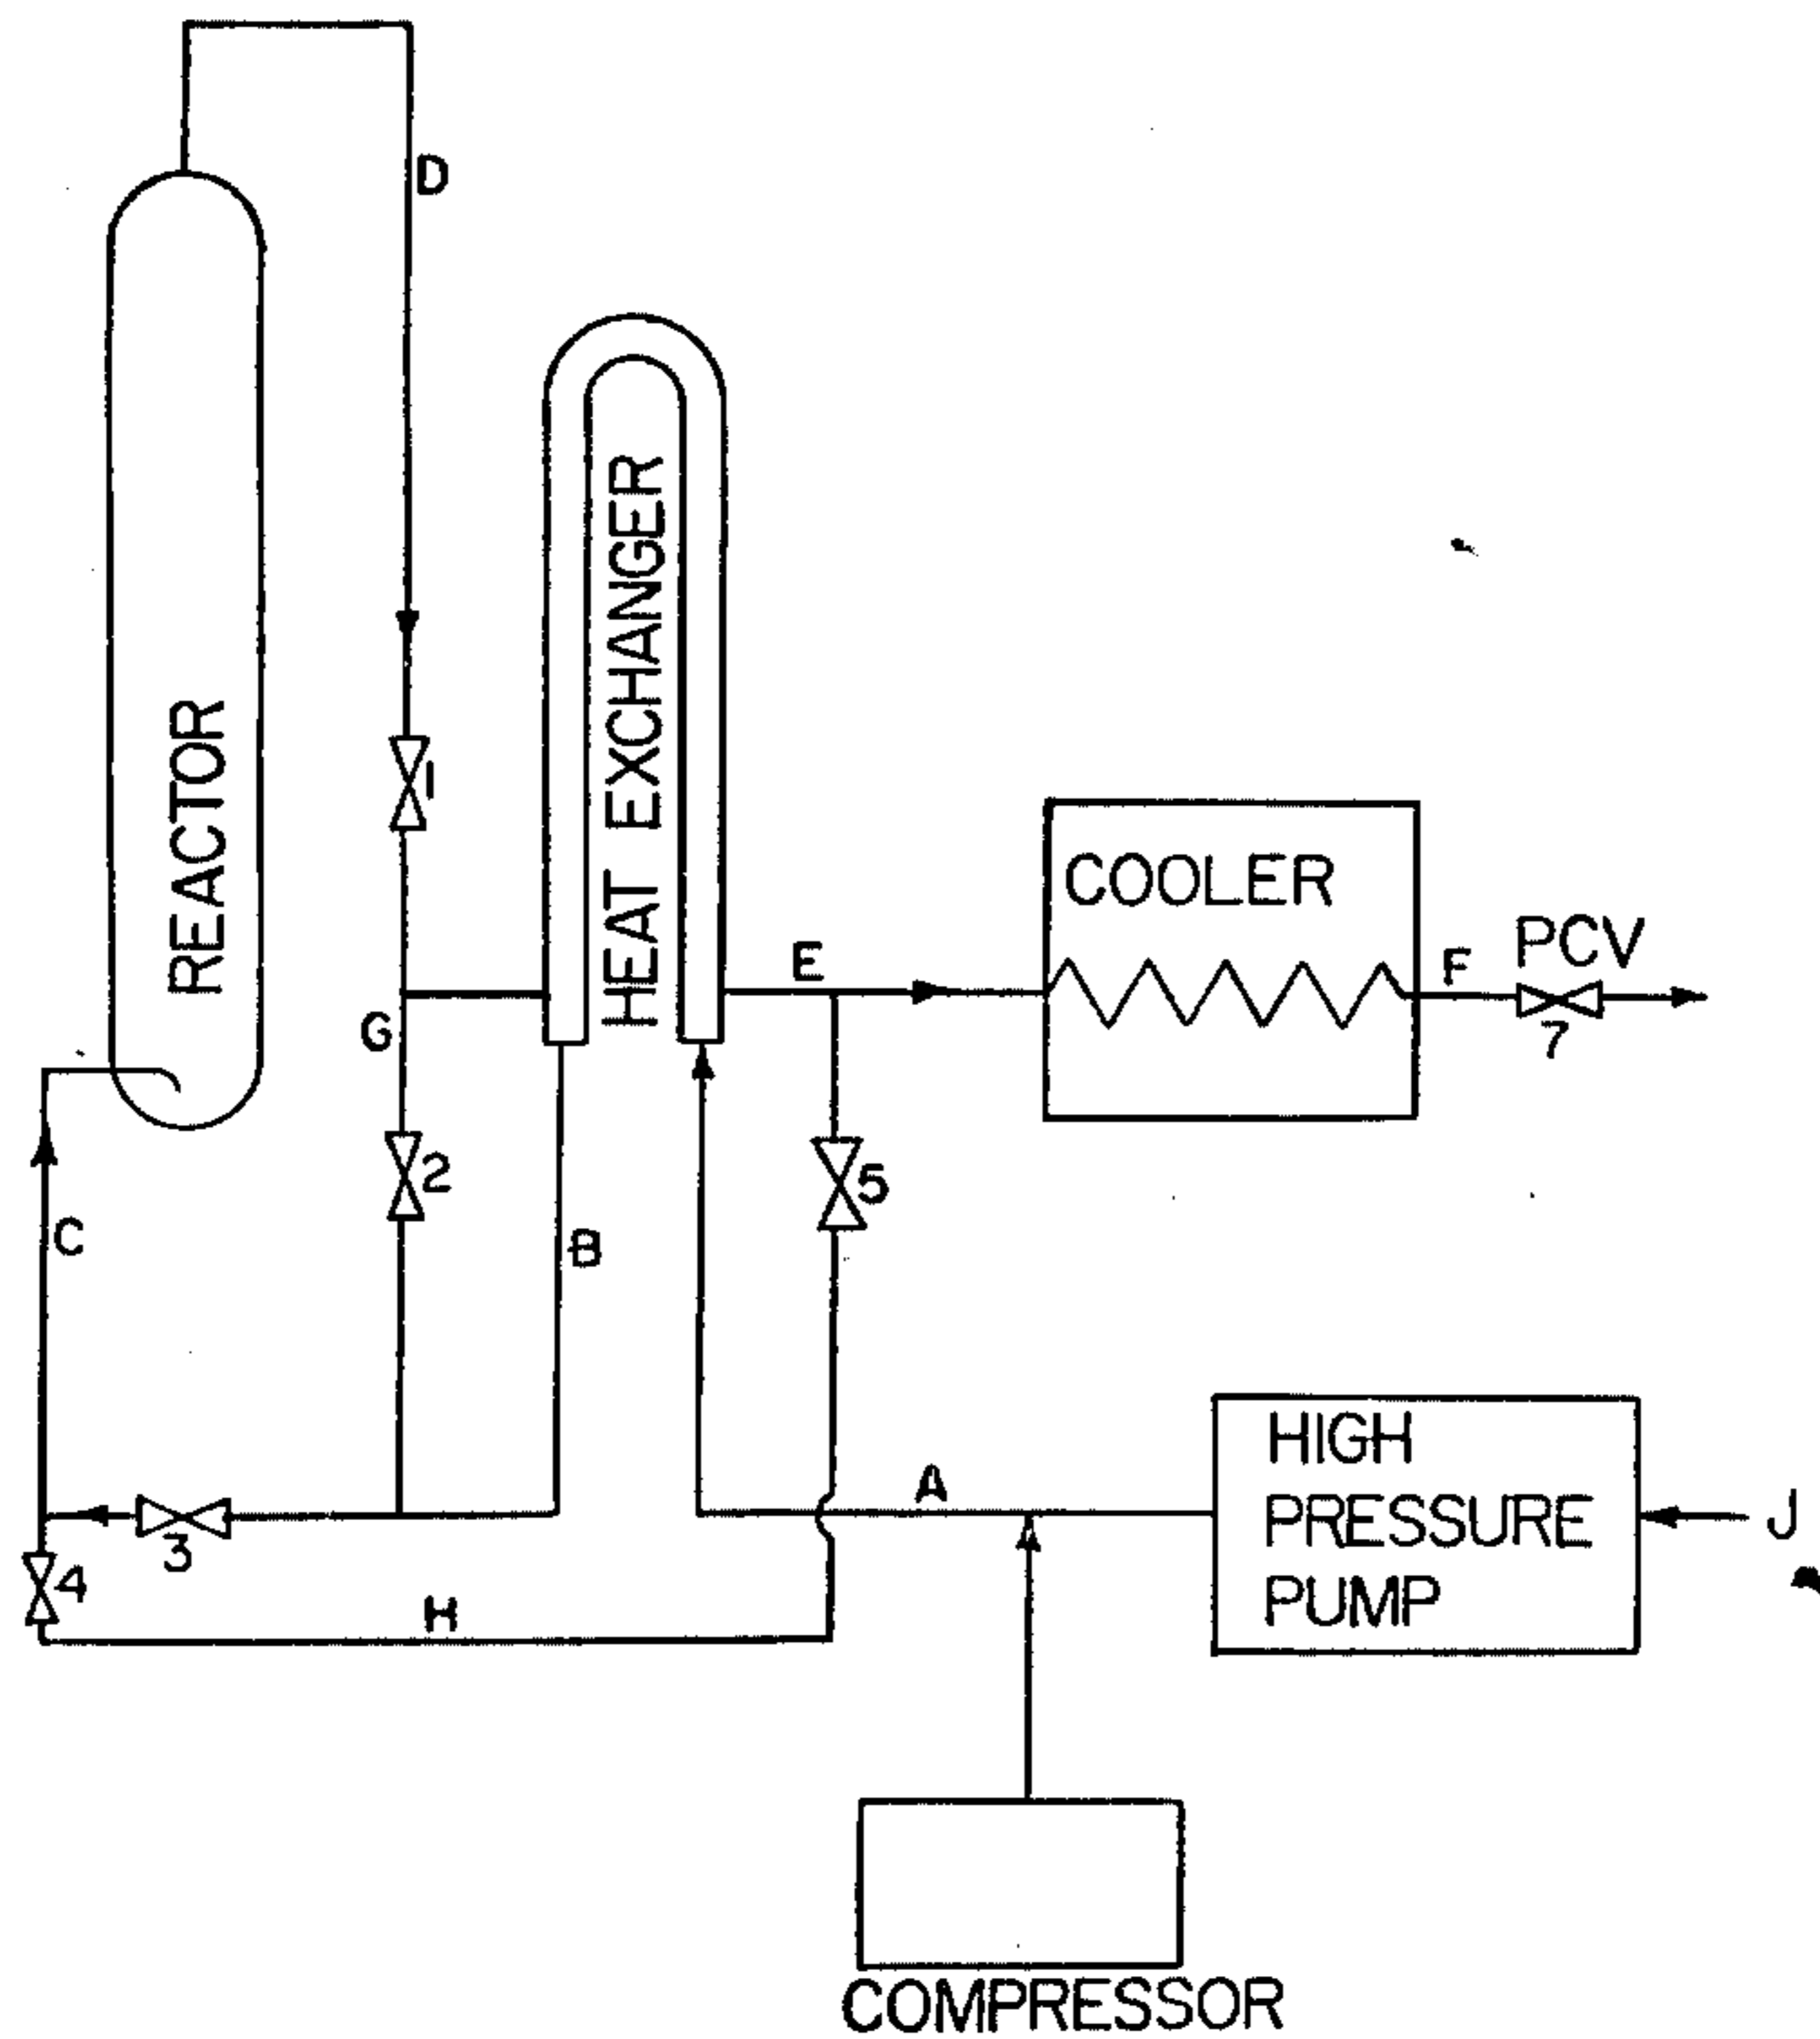 D
REACTOR
HEAT EXCHANGER
1
COOLER
E
F
PCV
7
G
2
5
C
B
A
HIGH
PRESSURE
PUMP
J
3
4
H
COMPRESSOR